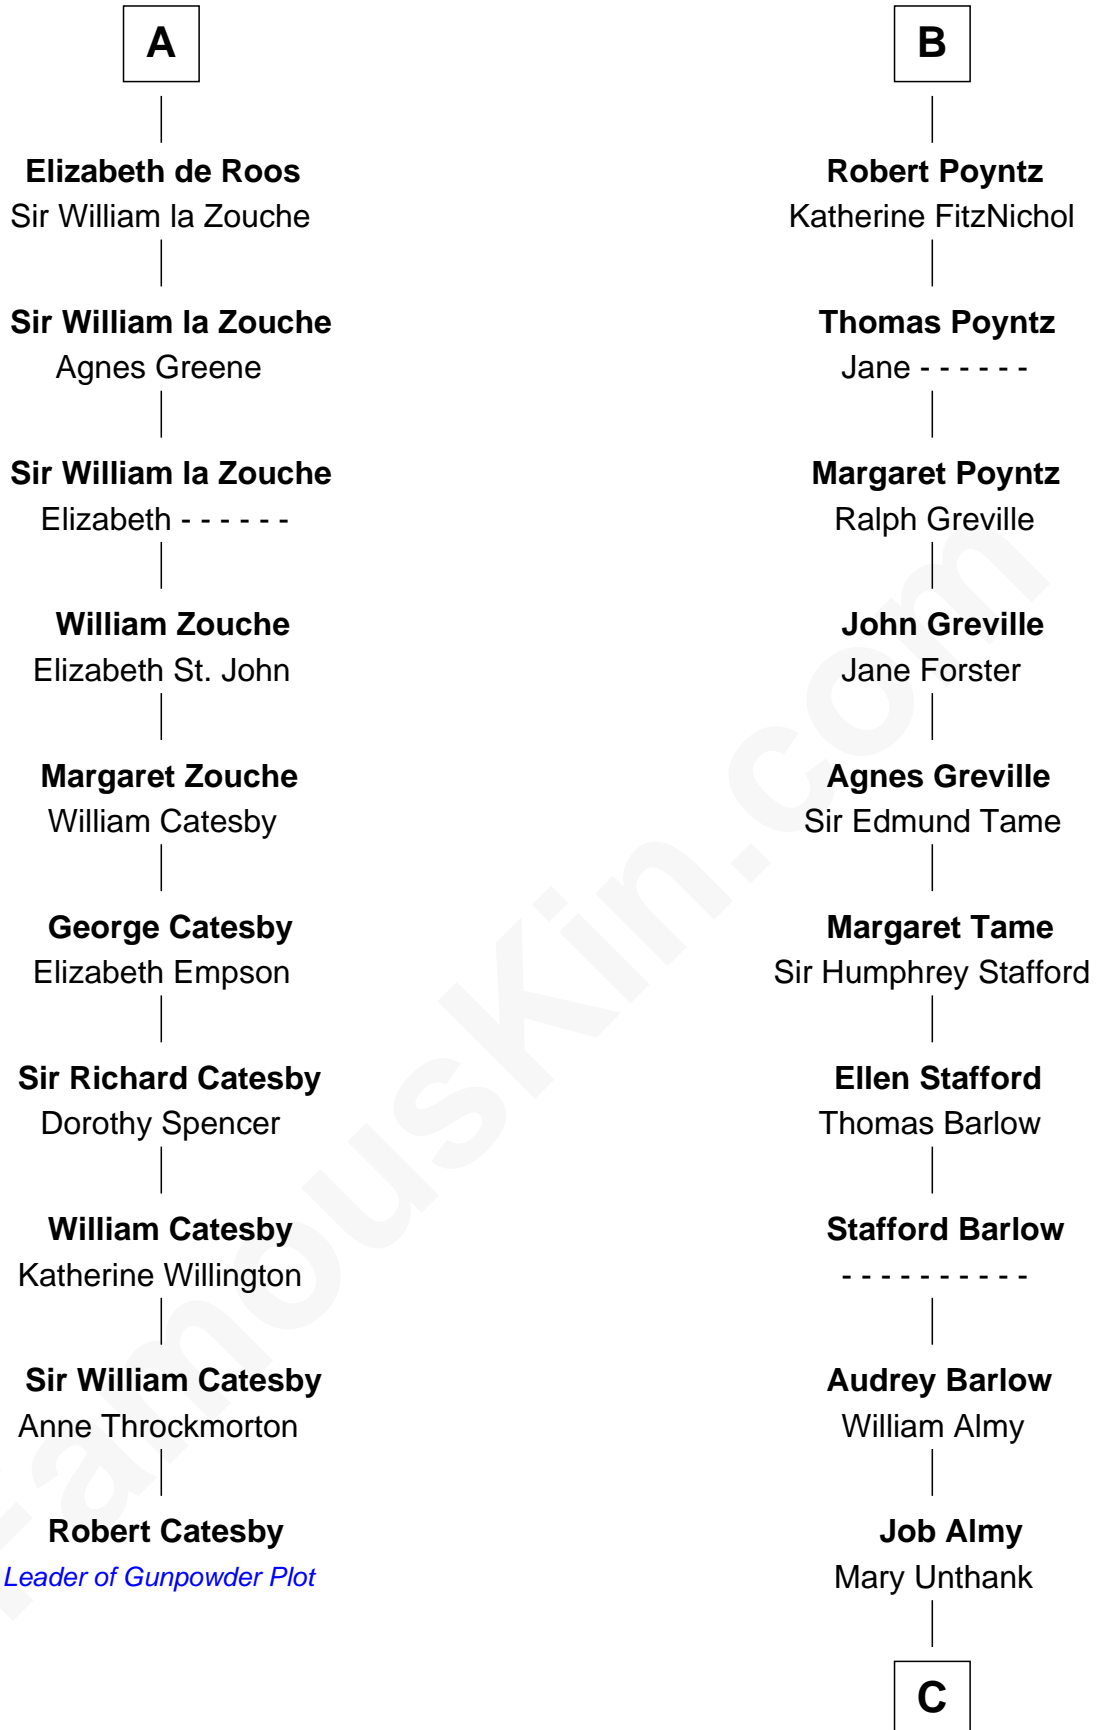 A
Elizabeth de Roos
Sir William la Zouche
Sir William la Zouche
Agnes Greene
Sir William la Zouche
Elizabeth - - - - - -
William Zouche
Elizabeth St. John
Margaret Zouche
William Catesby
George Catesby
Elizabeth Empson
Sir Richard Catesby
Dorothy Spencer
William Catesby
Katherine Willington
Sir William Catesby
Anne Throckmorton
Robert Catesby
Leader of Gunpowder Plot
B
Robert Poyntz
Katherine FitzNichol
Thomas Poyntz
Jane - - - - - -
Margaret Poyntz
Ralph Greville
John Greville
Jane Forster
Agnes Greville
Sir Edmund Tame
Margaret Tame
Sir Humphrey Stafford
Ellen Stafford
Thomas Barlow
Stafford Barlow
- - - - - - - - - -
Audrey Barlow
William Almy
Job Almy
Mary Unthank
C
FamousKin.com